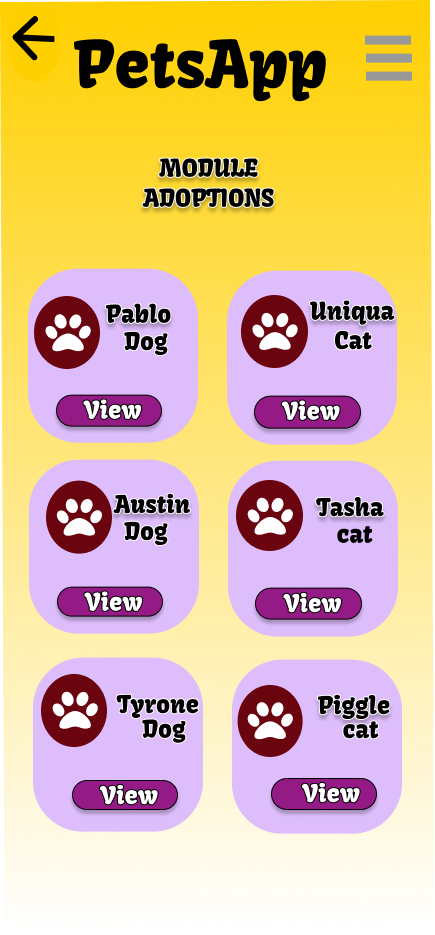 PetsApp
MODULE
ADOPTIONS
Pablo
Dog
View
Uniqua
Cat
View
Austin
Dog
View
Tasha
cat
View
Tyrone
Dog
View
Piggle
cat
View